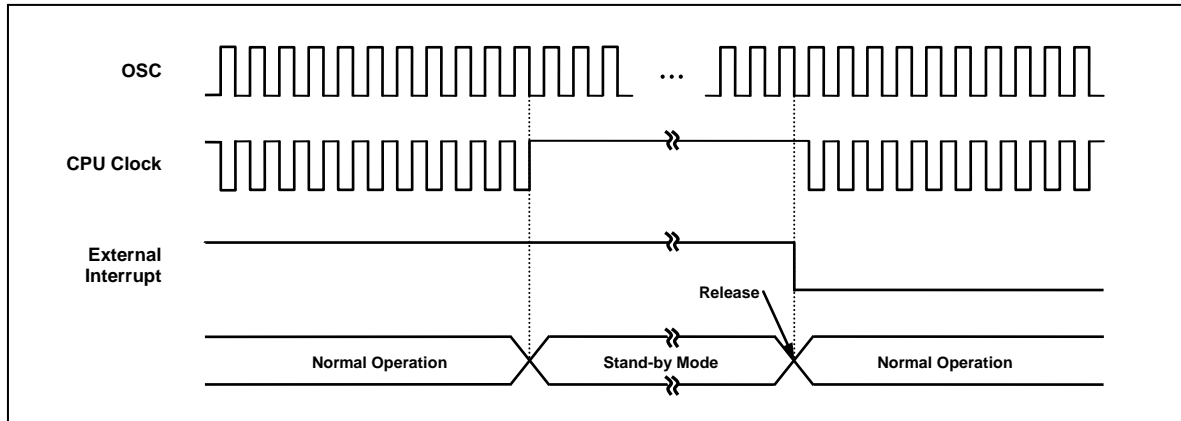 OSC
...
CPU Clock
External
Interrupt
Release
Normal Operation
Stand-by Mode
Normal Operation